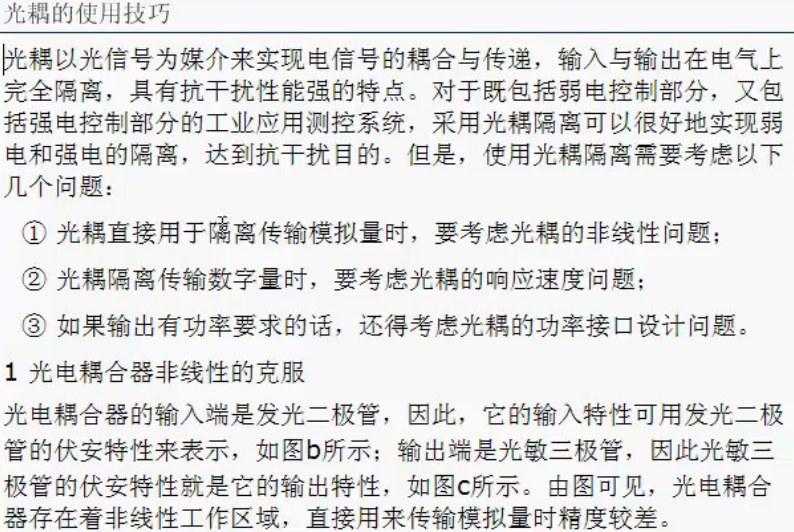 光耦的使用技巧
光耦以光信号为媒介来实现电信号的耦合与传递，输入与输出在电气上
完全隔离，具有抗干扰性能强的特点。对于既包括弱电控制部分，又包
括强电控制部分的工业应用测控系统，采用光耦隔离可以很好地实现弱
电和强电的隔离，达到抗干扰目的。但是，使用光耦隔离需要考虑以下
几个问题：
① 光耦直接用于隔离传输模拟量时，要考虑光耦的非线性问题；
② 光耦隔离传输数字量时，要考虑光耦的响应速度问题；
③ 如果输出有功率要求的话，还得考虑光耦的功率接口设计问题。
1 光电耦合器非线性的克服
光电耦合器的输入端是发光二极管，因此，它的输入特性可用发光二极
管的伏安特性来表示，如图b所示；输出端是光敏三极管，因此光敏三
极管的伏安特性就是它的输出特性，如图c所示。由图可见，光电耦合
器存在着非线性工作区域，直接用来传输模拟量时精度较差。